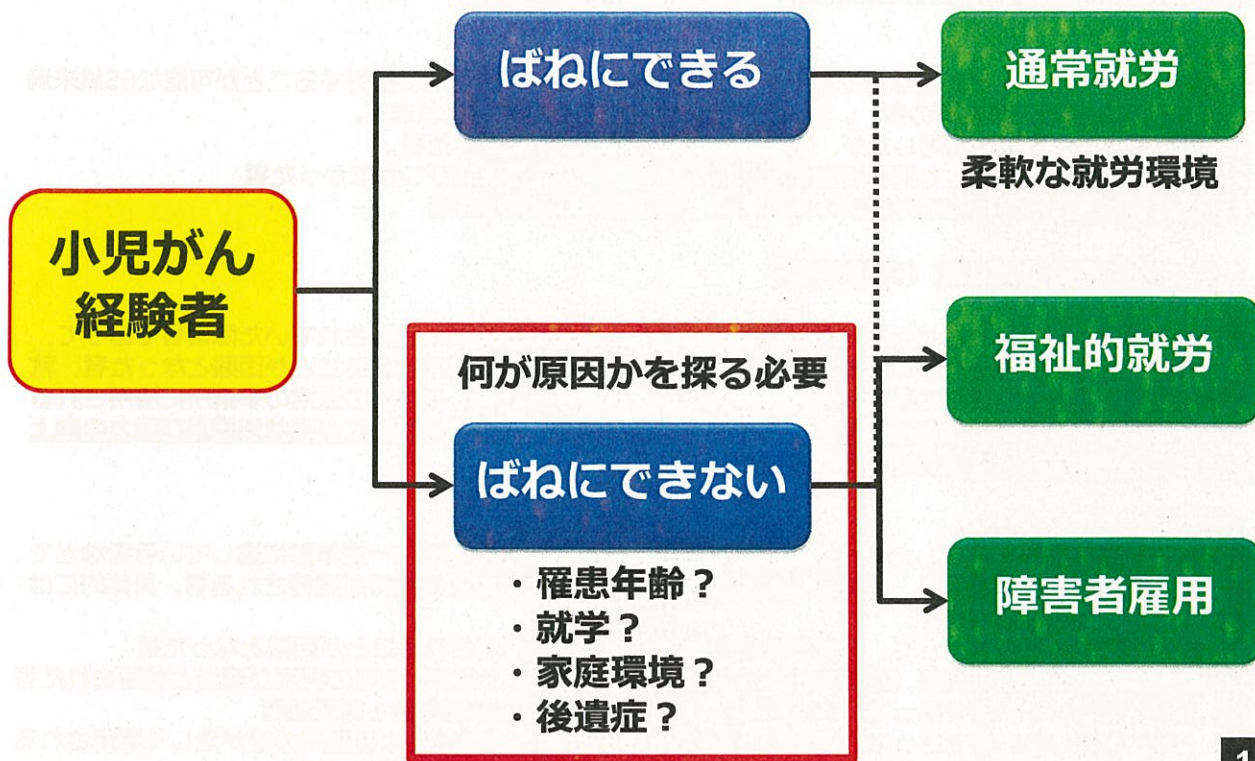 ばねにできる
通常就労
柔軟な就労環境
小児がん
経験者
何が原因かを探る必要
ばねにできない
・罹患年齢？
・就学？
・家庭環境？
・後遺症？
福祉的就労
障害者雇用
1